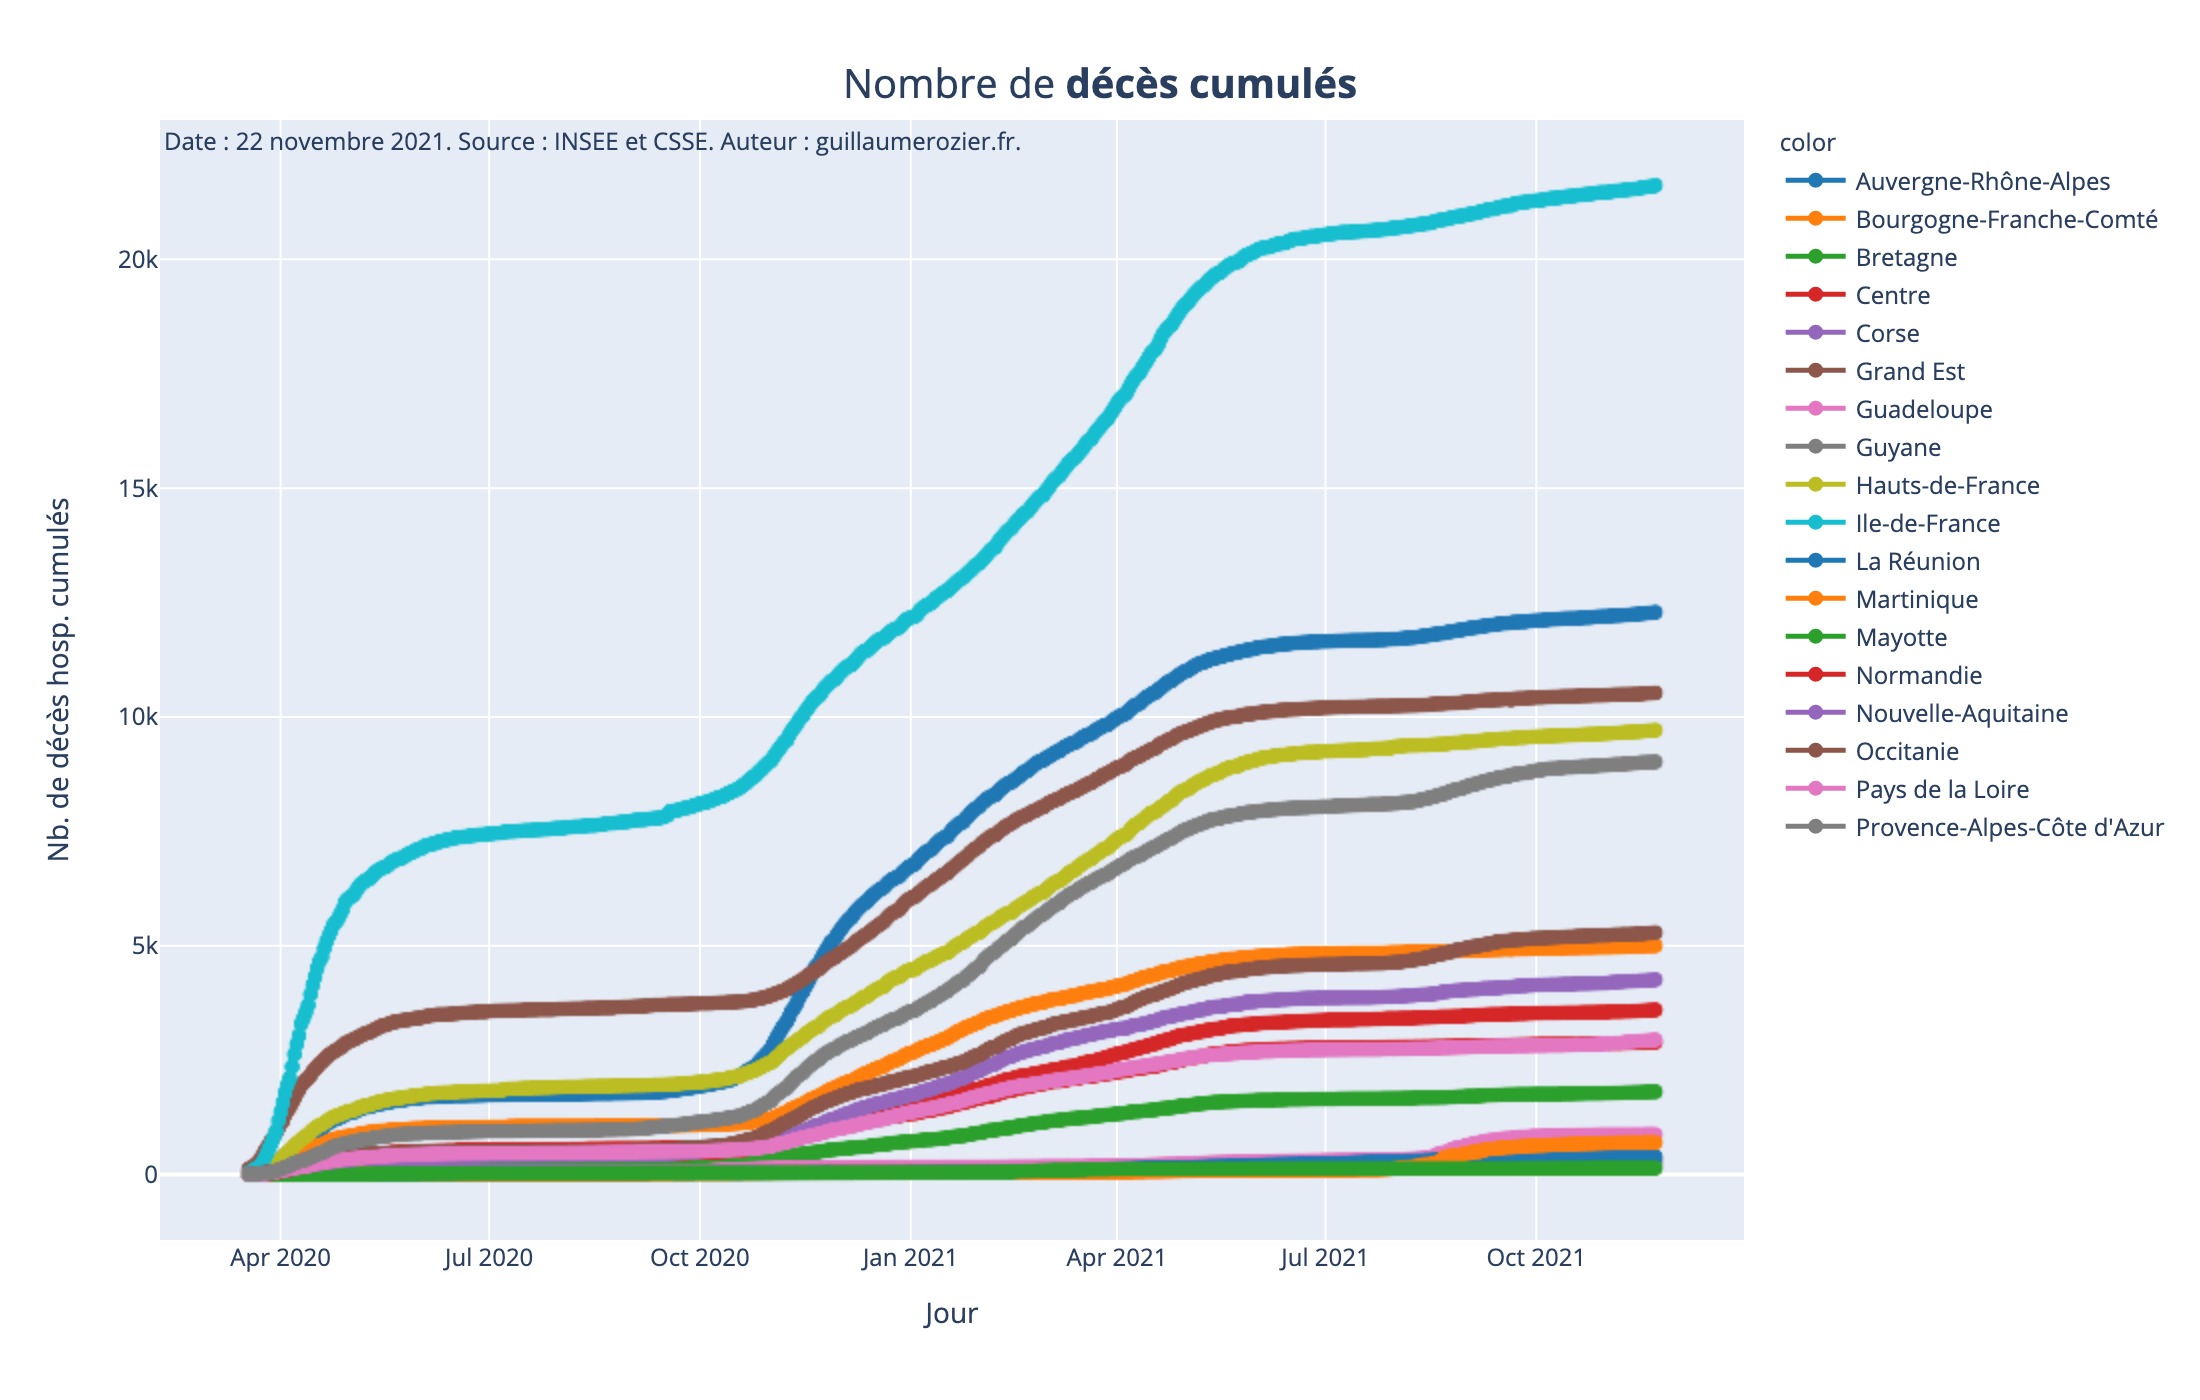 Nombre de décès cumulés
Date : 22 novembre 2021. Source : INSEE et CSSE. Auteur : guillaumerozier.fr.
color
Auvergne-Rhône-Alpes
Bourgogne-Franche-Comté
Bretagne
Centre
Corse
Grand Est
Guadeloupe
Guyane
Hauts-de-France
Ile-de-France
La Réunion
Martinique
Mayotte
Normandie
Nouvelle-Aquitaine
Occitanie
Pays de la Loire
Provence-Alpes-Côte d'Azur
Nb. de décès hosp. cumulés
20k
15k
10k
5k
0
Apr 2020
Jul 2020
Oct 2020
Jan 2021
Apr 2021
Jul 2021
Oct 2021
Jour